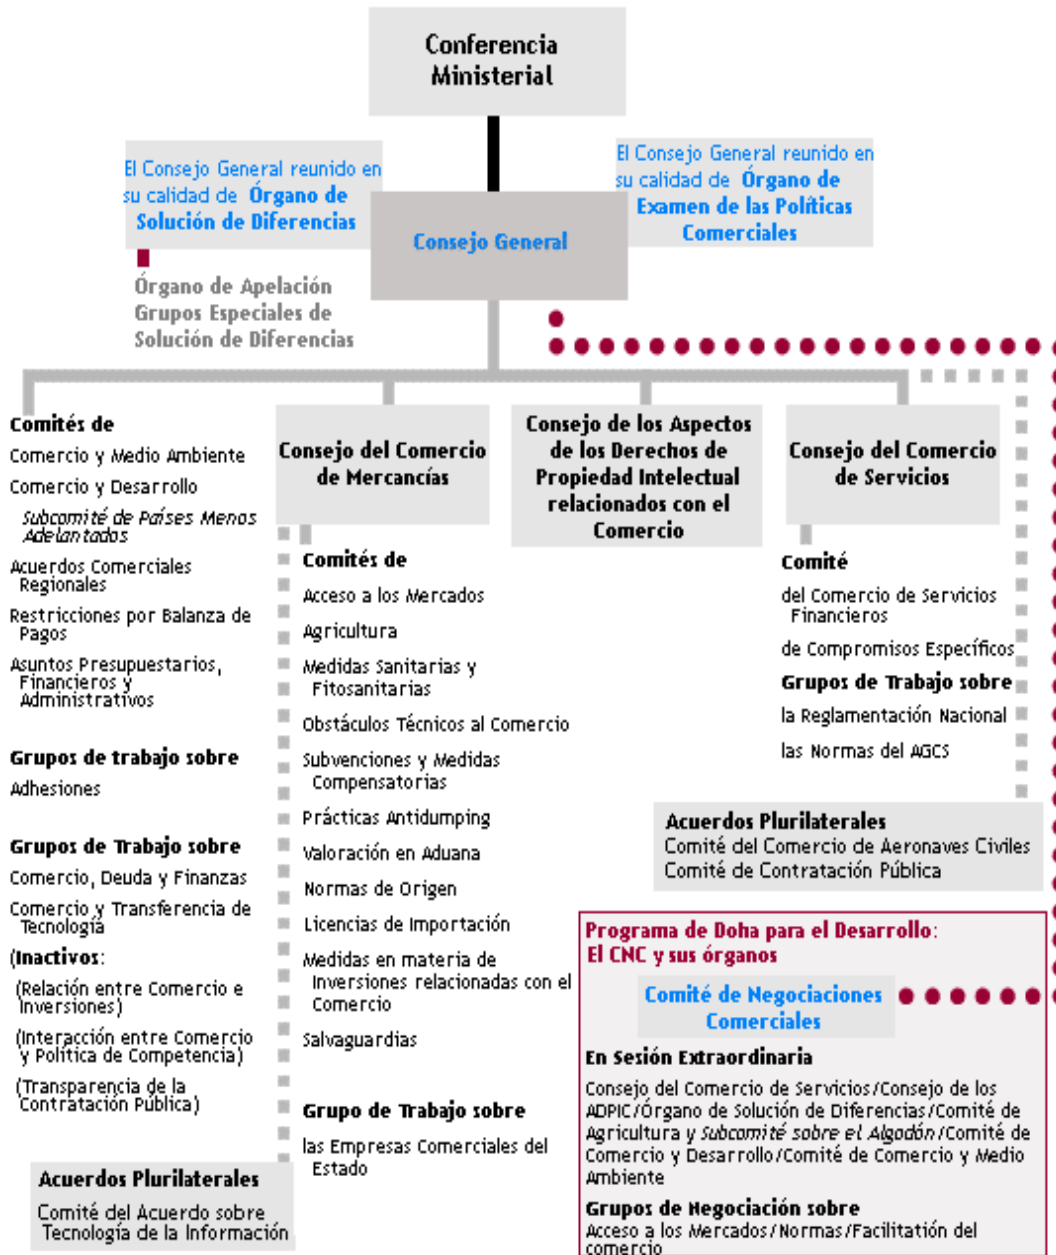 Conferencia
Ministerial
El Consejo General reunido en
su calidad de Órgano de
Solución de Diferencias
El Consejo General reunido en
su calidad de Órgano de
Examen de las Políticas
Comerciales
Consejo General
Órgano de Apelación
Grupos Especiales de
Solución de Diferencias
Comités de
Comercio y Medio Ambiente
Comercio y Desarrollo
Subcomité de Países Menos
Adelantados
Acuerdos Comerciales
Regionales
Restricciones por Balanza de
Pagos
Asuntos Presupuestarios,
Financieros y
Administrativos
Grupos de trabajo sobre
Adhesiones
Grupos de Trabajo sobre
Comercio, Deuda y Finanzas
Comercio y Transferencia de
Tecnología
(Inactivos:
(Relación entre Comercio e
Inversiones)
(Interacción entre Comercio
y Política de Competencia)
(Transparencia de la
Contratación Pública)
Acuerdos Plurilaterales
Comité del Acuerdo sobre
Tecnología de la Información
Consejo del Comercio
de Mercancías
Comités de
Acceso a los Mercados
Agricultura
Medidas Sanitarias y
Fitosanitarias
Obstáculos Técnicos al Comercio
Subvenciones y Medidas
Compensatorias
Prácticas Antidumping
Valoración en Aduana
Normas de Origen
Licencias de Importación
Medidas en materia de
Inversiones relacionadas con el
Comercio
Salvaguardias
Grupo de Trabajo sobre
las Empresas Comerciales del
Estado
Consejo de los Aspectos
de los Derechos de
Propiedad Intelectual
relacionados con el
Comercio
Consejo del Comercio
de Servicios
Comité
del Comercio de Servicios
Financieros
de Compromisos Específicos
Grupos de Trabajo sobre
la Reglamentación Nacional
las Normas del AGCS
Acuerdos Plurilaterales
Comité del Comercio de Aeronaves Civiles
Comité de Contratación Pública
Programa de Doha para el Desarrollo:
El CNC y sus órganos
Comité de Negociaciones
Comerciales
En Sesión Extraordinaria
Consejo del Comercio de Servicios/Consejo de los
ADPIC/Órgano de Solución de Diferencias/Comité de
Agricultura y Subcomité sobre el Algodón/Comité de
Comercio y Desarrollo/Comité de Comercio y Medio
Ambiente
Grupos de Negociación sobre
Acceso a los Mercados/Normas/Facilitatión del
comercio